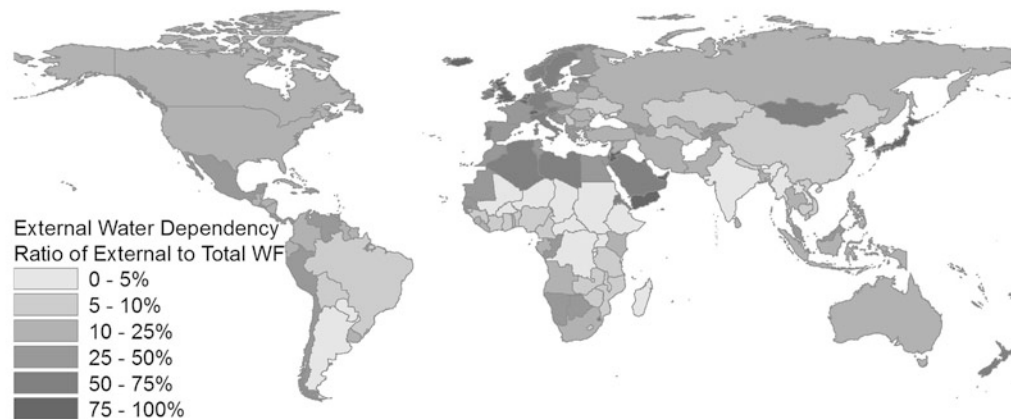 External Water Dependency
Ratio of External to Total WF
0 - 5%
5 - 10%
10 - 25%
25 - 50%
50 - 75%
75 - 100%